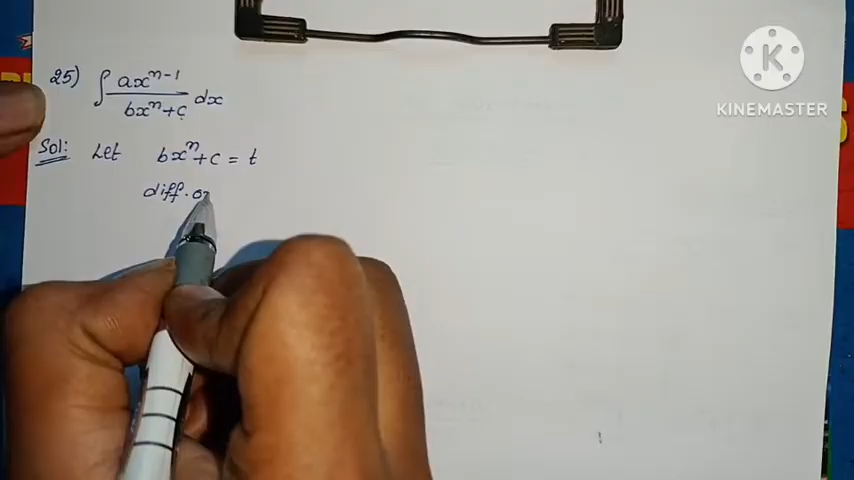 25) ∫ ax^(n-1) / (bx^n + c) dx
Sol: Let bx^n + c = t
diff. on
KINEMASTER